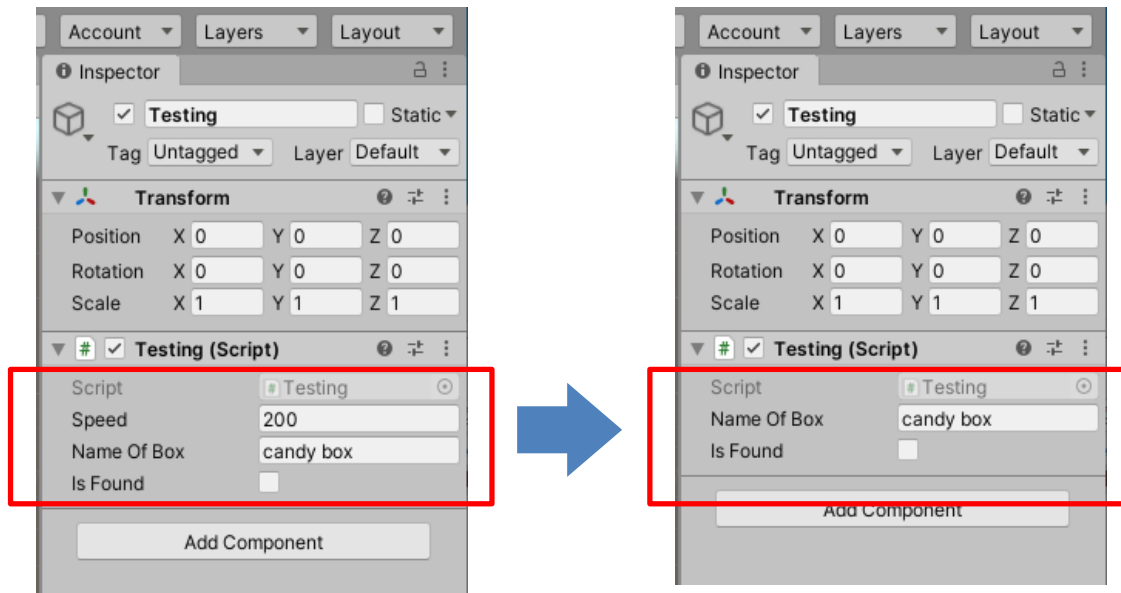 Account Layers Layout
Inspector
Testing Static
Tag Untagged Layer Default
Transform
Position X 0 Y 0 Z 0
Rotation X 0 Y 0 Z 0
Scale X 1 Y 1 Z 1
# Testing (Script)
Script # Testing
Speed 200
Name Of Box candy box
Is Found
Add Component
Account Layers Layout
Inspector
Testing Static
Tag Untagged Layer Default
Transform
Position X 0 Y 0 Z 0
Rotation X 0 Y 0 Z 0
Scale X 1 Y 1 Z 1
# Testing (Script)
Script # Testing
Name Of Box candy box
Is Found
Add Component